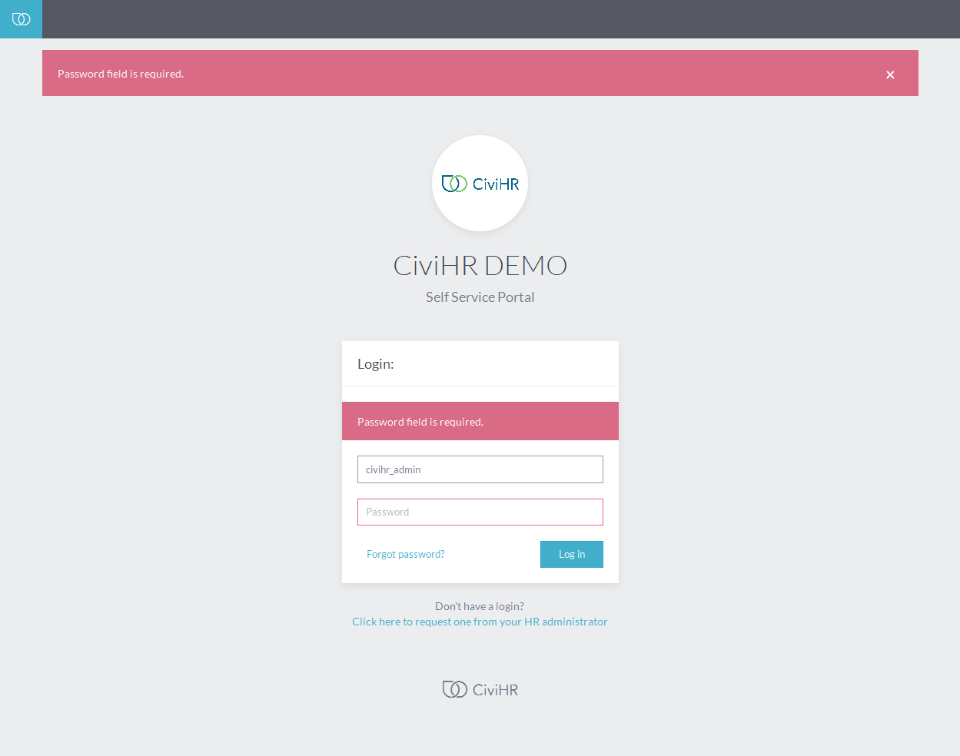 Password field is required.
×
CiviHR
CiviHR DEMO
Self Service Portal
Login:
Password field is required.
civihr_admin
Password
Forgot password?
Log in
Don't have a login?
Click here to request one from your HR administrator
CiviHR